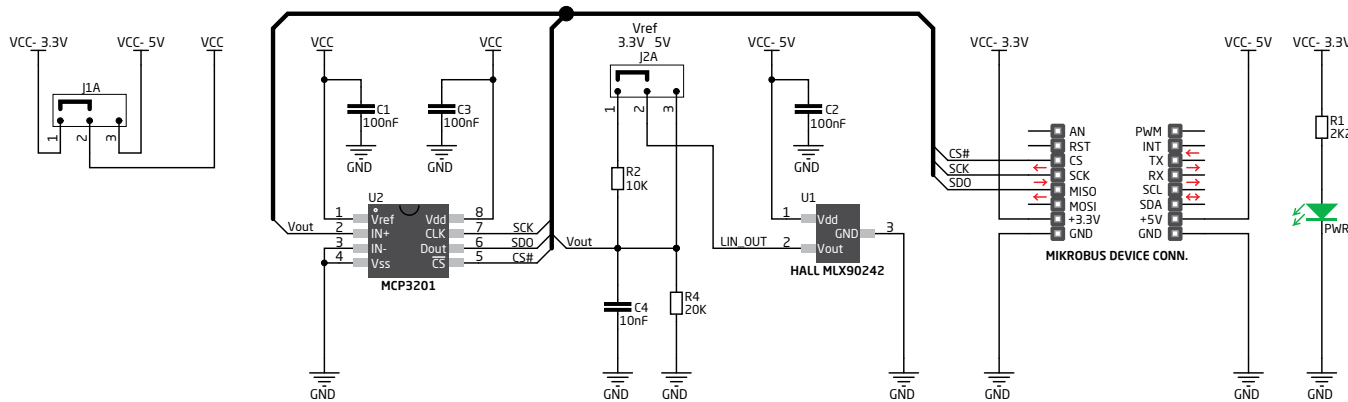 VCC- 3.3V
VCC- 5V
VCC
J1A
1
2
3
VCC
VCC
C1
100nF
C3
100nF
GND
GND
U2
1
Vref
Vdd
8
Vout
2
IN+
CLK
7
SCK
3
IN-
Dout
6
SDO
4
Vss
CS
5
CS#
MCP3201
GND
Vref
3.3V 5V
J2A
1
2
3
R2
10K
Vout
C4
10nF
R4
20K
GND
GND
LIN_OUT
VCC- 5V
C2
100nF
GND
U1
1
Vdd
GND
3
2
Vout
HALL MLX90242
GND
VCC- 3.3V
CS#
SCK
SDO
AN
RST
CS
SCK
MISO
MOSI
+3.3V
GND
PWM
INT
TX
RX
SCL
SDA
+5V
GND
MIKROBUS DEVICE CONN.
GND
VCC- 5V
GND
VCC- 3.3V
R1
2K2
PWR
GND